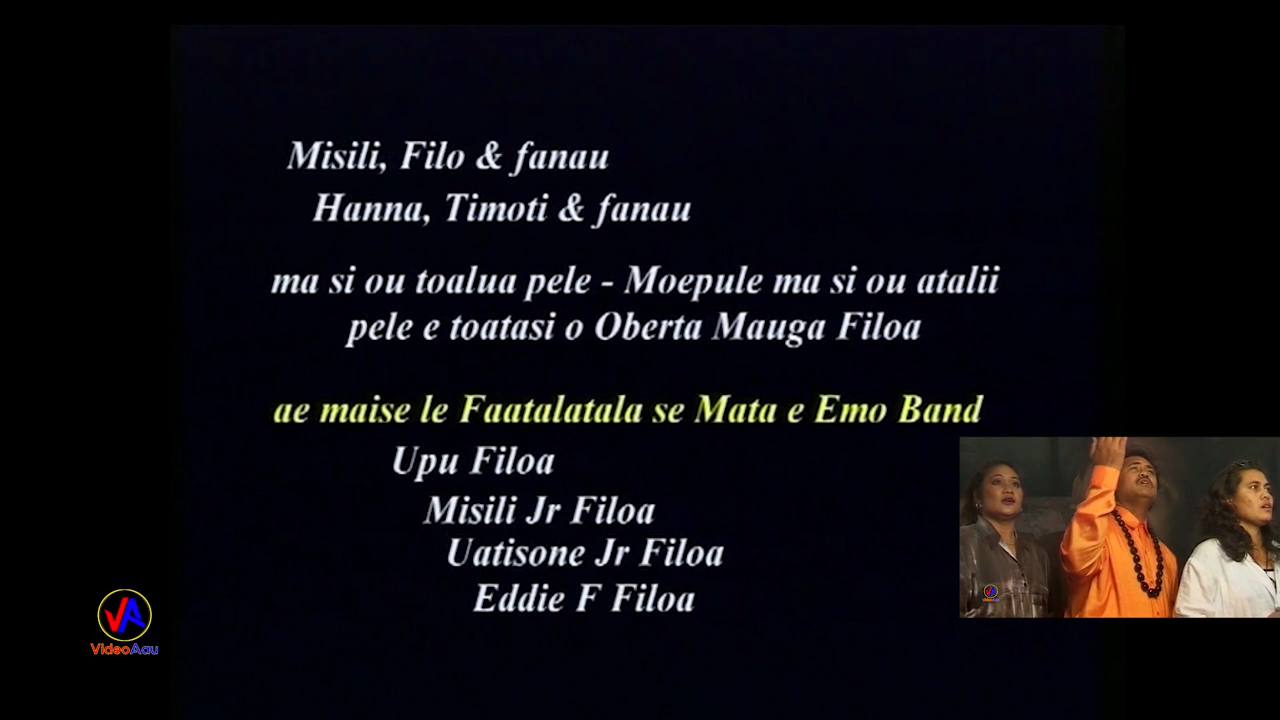 Misili, Filo & fanau
Hanna, Timoti & fanau
ma si ou toalua pele - Moepule ma si ou atalii
pele e toatasi o Oberta Mauga Filoa
ae maise le Faatalatala se Mata e Emo Band
Upu Filoa
Misili Jr Filoa
Uatisone Jr Filoa
Eddie F Filoa
VA
VideoAau